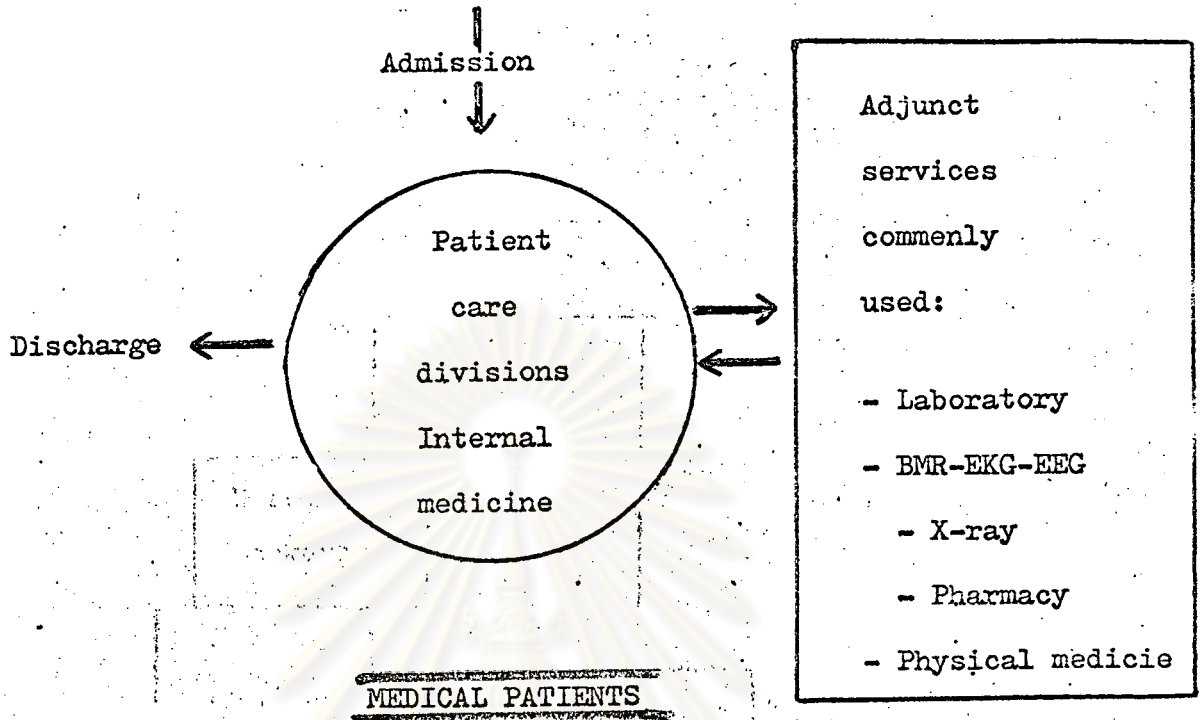 Admission
Patient
care
divisions
Internal
medicine
Discharge
Adjunct
services
commenly
used:
- Laboratory
- BMR-EKG-EEG
- X-ray
- Pharmacy
- Physical medicie
MEDICAL PATIENTS